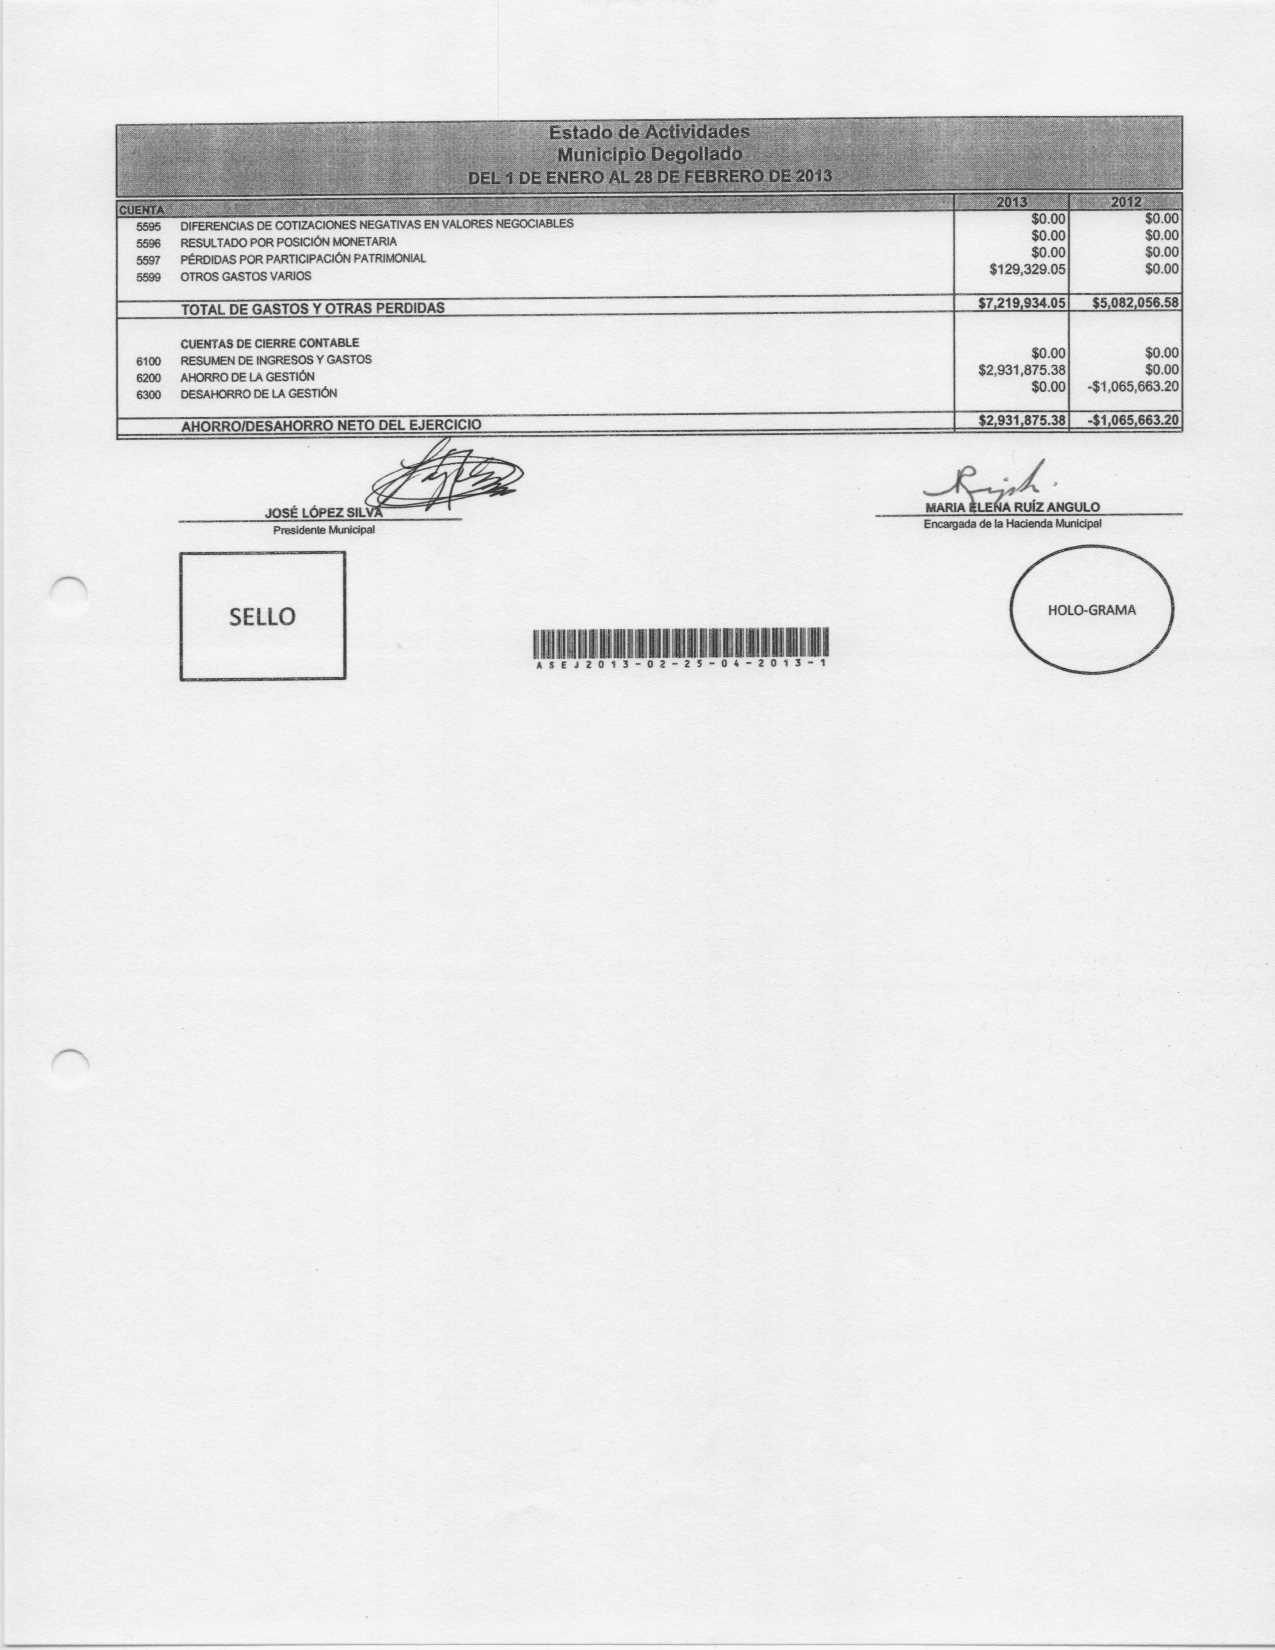 Estado de Actividades
Municipio Degollado
DEL 1 DE ENERO AL 28 DE FEBRERO DE 2013
CUENTA 2013 2012
5595 DIFERENCIAS DE COTIZACIONES NEGATIVAS EN VALORES NEGOCIABLES $0.00 $0.00
5596 RESULTADO POR POSICIÓN MONETARIA $0.00 $0.00
5597 PÉRDIDAS POR PARTICIPACIÓN PATRIMONIAL $0.00 $0.00
5599 OTROS GASTOS VARIOS $129,329.05 $0.00
TOTAL DE GASTOS Y OTRAS PERDIDAS $7,219,934.05 $5,082,056.58
CUENTAS DE CIERRE CONTABLE
6100 RESUMEN DE INGRESOS Y GASTOS $0.00 $0.00
6200 AHORRO DE LA GESTIÓN $2,931,875.38 $0.00
6300 DESAHORRO DE LA GESTIÓN $0.00 -$1,065,663.20
AHORRO/DESAHORRO NETO DEL EJERCICIO $2,931,875.38 -$1,065,663.20
JOSÉ LÓPEZ SILVA
Presidente Municipal
MARIA ELENA RUÍZ ANGULO
Encargada de la Hacienda Municipal
SELLO
HOLO-GRAMA
ASEJ2013-02-25-04-2013-1